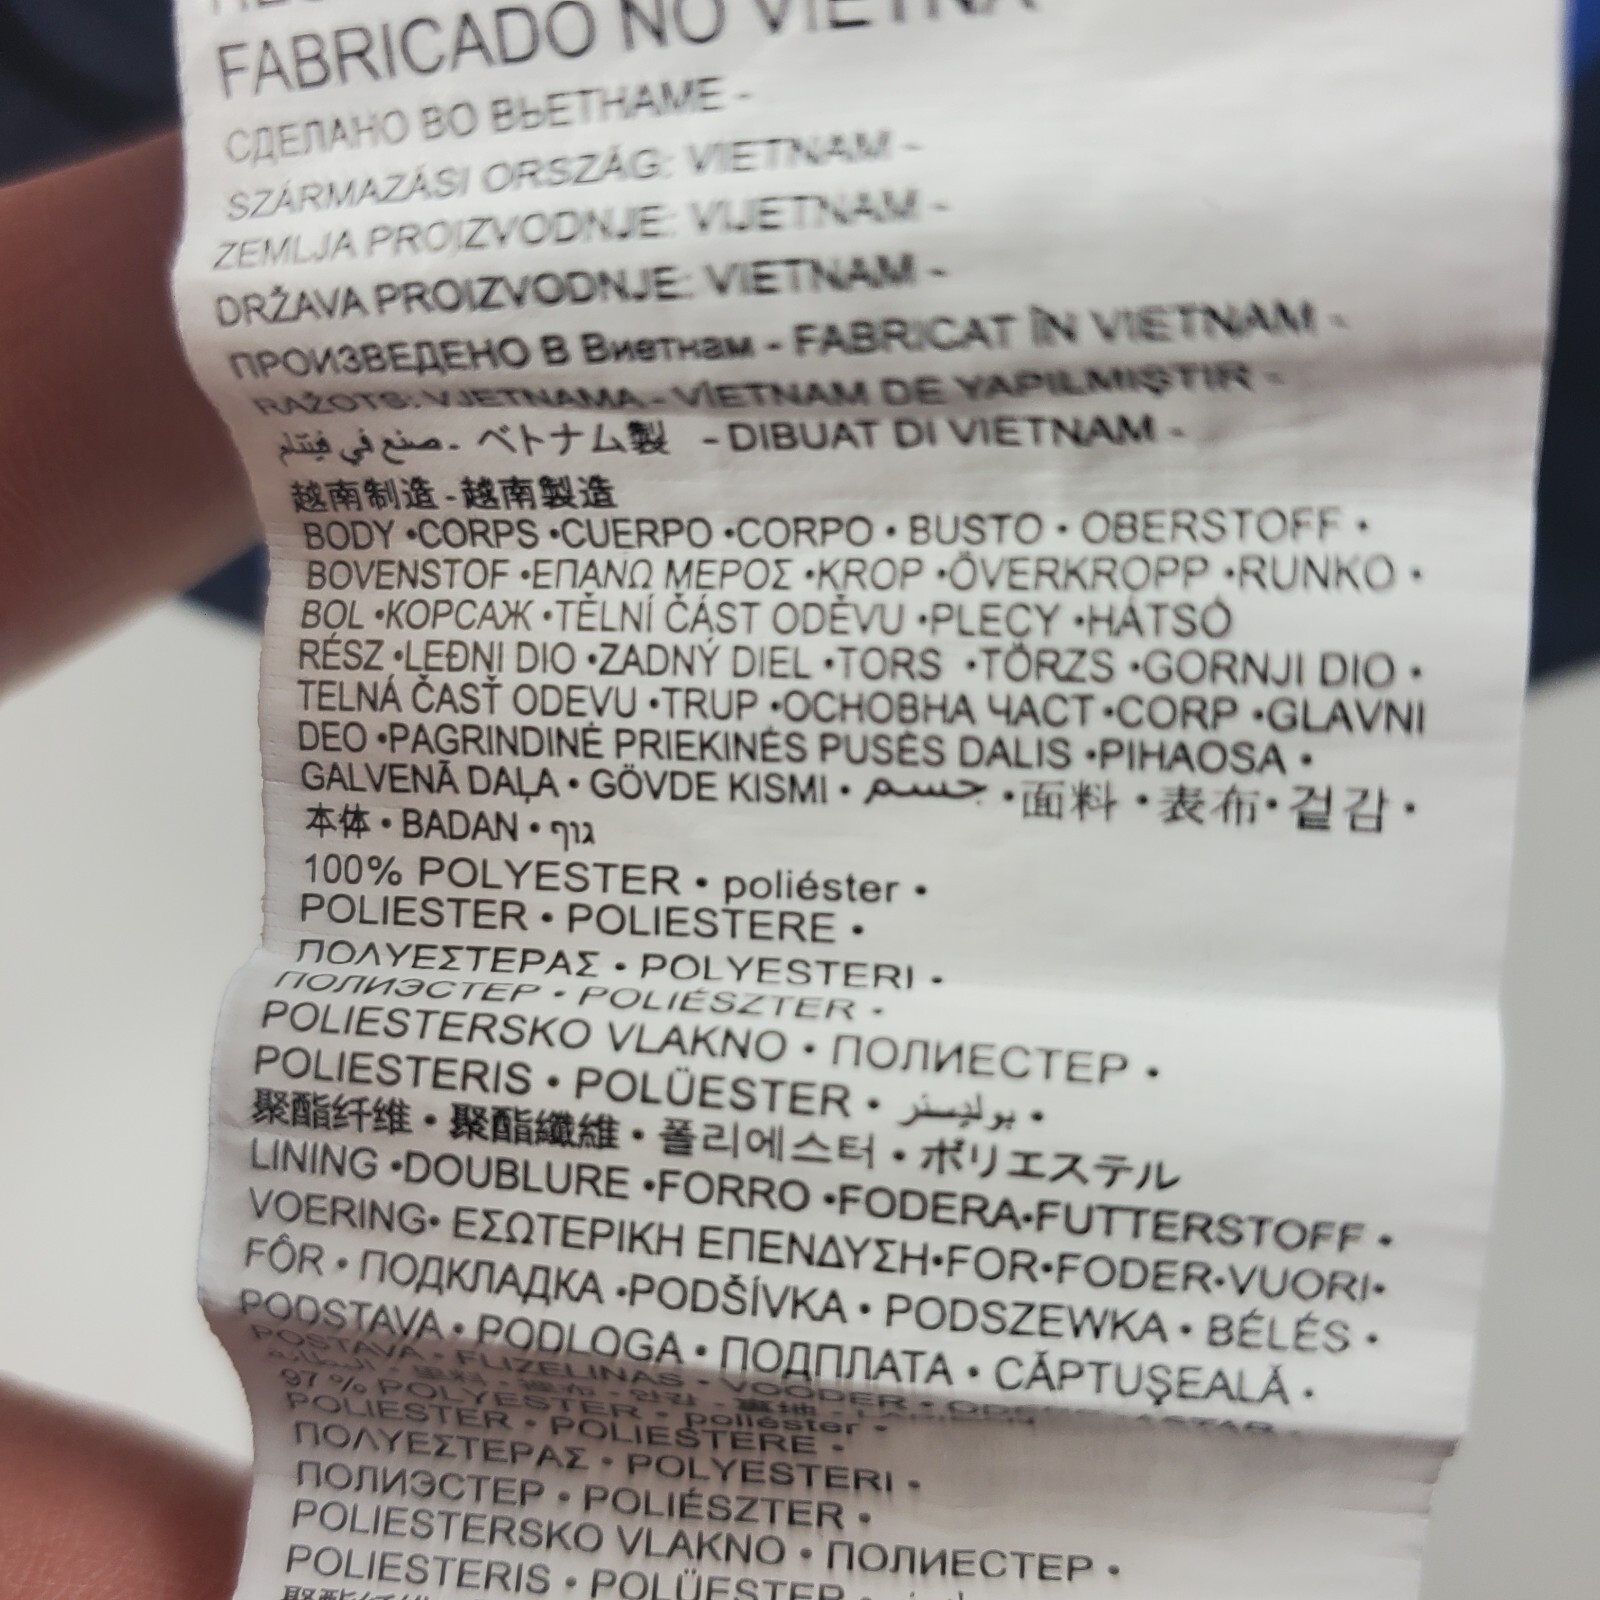 FABRICADO NO VIETNA
СДЕЛАНО ВО ВЬЕТНАМЕ -
SZÁRMAZÁSI ORSZÁG: VIETNAM -
ZEMLJA PROIZVODNJE: VIJETNAM -
DRŽAVA PROIZVODNJE: VIETNAM -
ПРОИЗВЕДЕНО В Виетнам - FABRICAT ÎN VIETNAM -
RAŽOTS: VJETNAMA - VİETNAM DE YAPILMIŞTIR -
صنع في فيتنام - ベトナム製 - DIBUAT DI VIETNAM -
越南制造 - 越南製造
BODY •CORPS •CUERPO •CORPO • BUSTO • OBERSTOFF •
BOVENSTOF •ΕΠΑΝΩ ΜΕΡΟΣ •KROP •ÖVERKROPP •RUNKO •
BOL •КОРСАЖ •TĚLNÍ ČÁST ODĚVU •PLECY •HÁTSÓ
RÉSZ •LEĐNI DIO •ZADNÝ DIEL •TORS •TÖRZS •GORNJI DIO •
TELNÁ ČASŤ ODEVU •TRUP •ОСНОВНА ЧАСТ •CORP •GLAVNI
DEO •PAGRINDINĖ PRIEKINĖS PUSĖS DALIS •PIHAOSA •
GALVENĀ DAĻA • GÖVDE KISMI • جسم •面料 •表布•겉감 •
本体 • BADAN • גוף
100% POLYESTER • poliéster •
POLIESTER • POLIESTERE •
ΠΟΛΥΕΣΤΕΡΑΣ • POLYESTERI •
ПОЛИЭСТЕР • POLIÉSZTER •
POLIESTERSKO VLAKNO • ПОЛИЕСТЕР •
POLIESTERIS • POLÜESTER • بوليستر •
聚酯纤维 • 聚酯纖維 • 폴리에스터 • ポリエステル
LINING •DOUBLURE •FORRO •FODERA•FUTTERSTOFF •
VOERING• ΕΣΩΤΕΡΙΚΗ ΕΠΕΝΔΥΣΗ•FOR•FODER•VUORI•
FÔR • ПОДКЛАДКА •PODŠÍVKA • PODSZEWKA • BÉLÉS •
PODSTAVA • PODLOGA • ПОДПЛАТА • CĂPTUŞEALĂ •
POSTAVA • FLIZELINAS • VOODER •
97 % POLYESTER • poliéster •
POLIESTER • POLIESTERE •
ΠΟΛΥΕΣΤΕΡΑΣ • POLYESTERI •
ПОЛИЭСТЕР • POLIÉSZTER •
POLIESTERSKO VLAKNO • ПОЛИЕСТЕР •
POLIESTERIS • POLÜESTER •